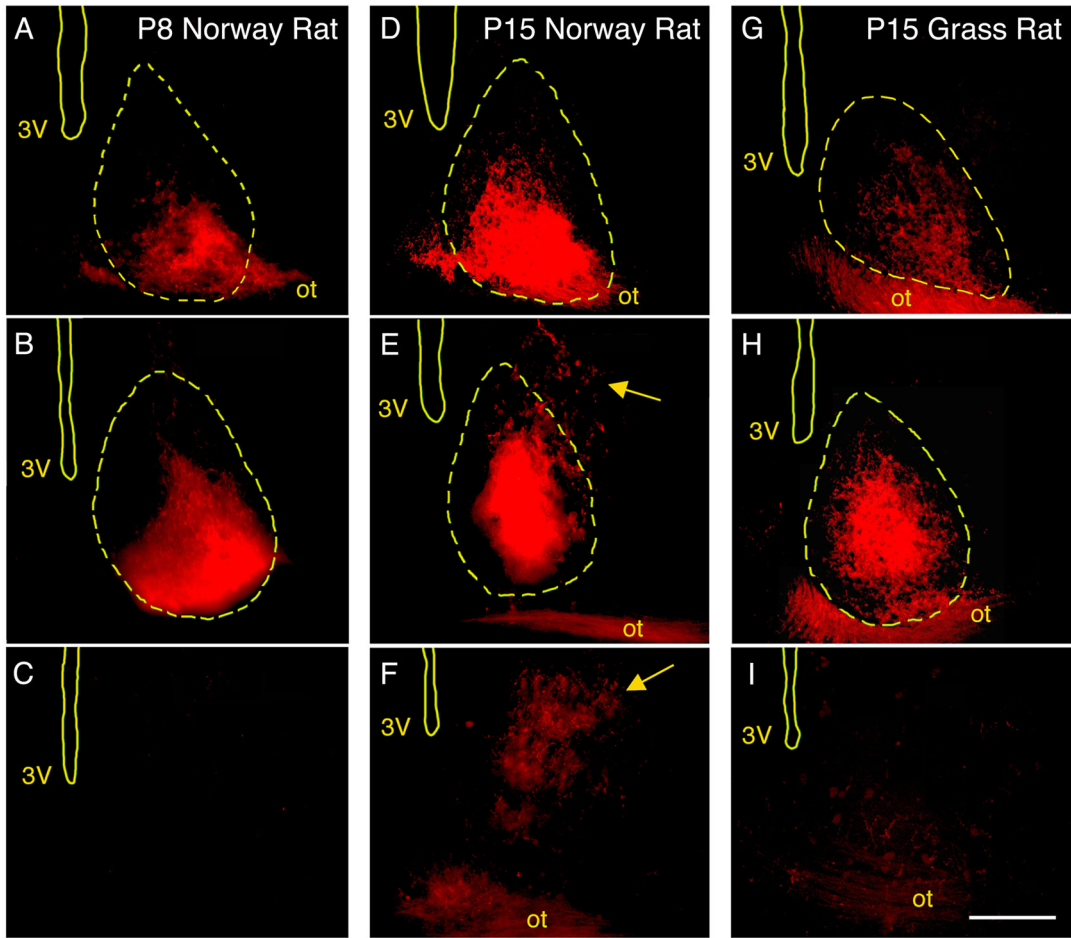 A P8 Norway Rat
3V
ot
D P15 Norway Rat
3V
ot
G P15 Grass Rat
3V
ot
B
3V
E
3V
ot
H
3V
ot
C
3V
F
3V
ot
I
3V
ot